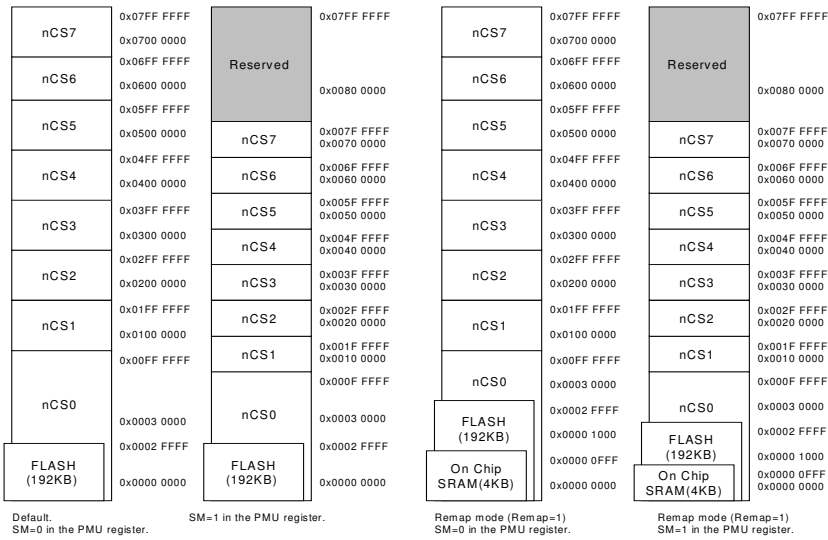 nCS7
nCS6
nCS5
nCS4
nCS3
nCS2
nCS1
nCS0
FLASH
(192KB)
0x07FF FFFF
0x0700 0000
0x06FF FFFF
0x0600 0000
0x05FF FFFF
0x0500 0000
0x04FF FFFF
0x0400 0000
0x03FF FFFF
0x0300 0000
0x02FF FFFF
0x0200 0000
0x01FF FFFF
0x0100 0000
0x00FF FFFF
0x0003 0000
0x0002 FFFF
0x0000 0000
Default.
SM=0 in the PMU register.
Reserved
nCS7
nCS6
nCS5
nCS4
nCS3
nCS2
nCS1
nCS0
FLASH
(192KB)
0x07FF FFFF
0x0080 0000
0x007F FFFF
0x0070 0000
0x006F FFFF
0x0060 0000
0x005F FFFF
0x0050 0000
0x004F FFFF
0x0040 0000
0x003F FFFF
0x0030 0000
0x002F FFFF
0x0020 0000
0x001F FFFF
0x0010 0000
0x000F FFFF
0x0003 0000
0x0002 FFFF
0x0000 0000
SM=1 in the PMU register.
nCS7
nCS6
nCS5
nCS4
nCS3
nCS2
nCS1
nCS0
FLASH
(192KB)
On Chip
SRAM(4KB)
0x07FF FFFF
0x0700 0000
0x06FF FFFF
0x0600 0000
0x05FF FFFF
0x0500 0000
0x04FF FFFF
0x0400 0000
0x03FF FFFF
0x0300 0000
0x02FF FFFF
0x0200 0000
0x01FF FFFF
0x0100 0000
0x00FF FFFF
0x0003 0000
0x0002 FFFF
0x0000 1000
0x0000 0FFF
0x0000 0000
Remap mode (Remap=1)
SM=0 in the PMU register.
Reserved
nCS7
nCS6
nCS5
nCS4
nCS3
nCS2
nCS1
nCS0
FLASH
(192KB)
On Chip
SRAM(4KB)
0x07FF FFFF
0x0080 0000
0x007F FFFF
0x0070 0000
0x006F FFFF
0x0060 0000
0x005F FFFF
0x0050 0000
0x004F FFFF
0x0040 0000
0x003F FFFF
0x0030 0000
0x002F FFFF
0x0020 0000
0x001F FFFF
0x0010 0000
0x000F FFFF
0x0003 0000
0x0002 FFFF
0x0000 1000
0x0000 0FFF
0x0000 0000
Remap mode (Remap=1)
SM=1 in the PMU register.